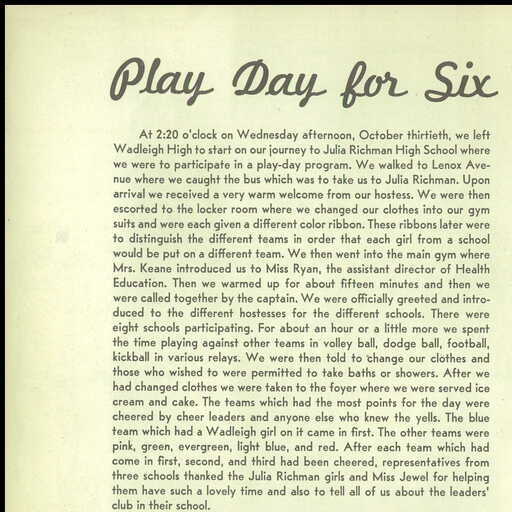 Play Day for Six
At 2:20 o'clock on Wednesday afternoon, October thirtieth, we left
Wadleigh High to start on our journey to Julia Richman High School where
we were to participate in a play-day program. We walked to Lenox Ave-
nue where we caught the bus which was to take us to Julia Richman. Upon
arrival we received a very warm welcome from our hostess. We were then
escorted to the locker room where we changed our clothes into our gym
suits and were each given a different color ribbon. These ribbons later were
to distinguish the different teams in order that each girl from a school
would be put on a different team. We then went into the main gym where
Mrs. Keane introduced us to Miss Ryan, the assistant director of Health
Education. Then we warmed up for about fifteen minutes and then we
were called together by the captain. We were officially greeted and intro-
duced to the different hostesses for the different schools. There were
eight schools participating. For about an hour or a little more we spent
the time playing against other teams in volley ball, dodge ball, football,
kickball in various relays. We were then told to change our clothes and
those who wished to were permitted to take baths or showers. After we
had changed clothes we were taken to the foyer where we were served ice
cream and cake. The teams which had the most points for the day were
cheered by cheer leaders and anyone else who knew the yells. The blue
team which had a Wadleigh girl on it came in first. The other teams were
pink, green, evergreen, light blue, and red. After each team which had
come in first, second, and third had been cheered, representatives from
three schools thanked the Julia Richman girls and Miss Jewel for helping
them have such a lovely time and also to tell all of us about the leaders'
club in their school.